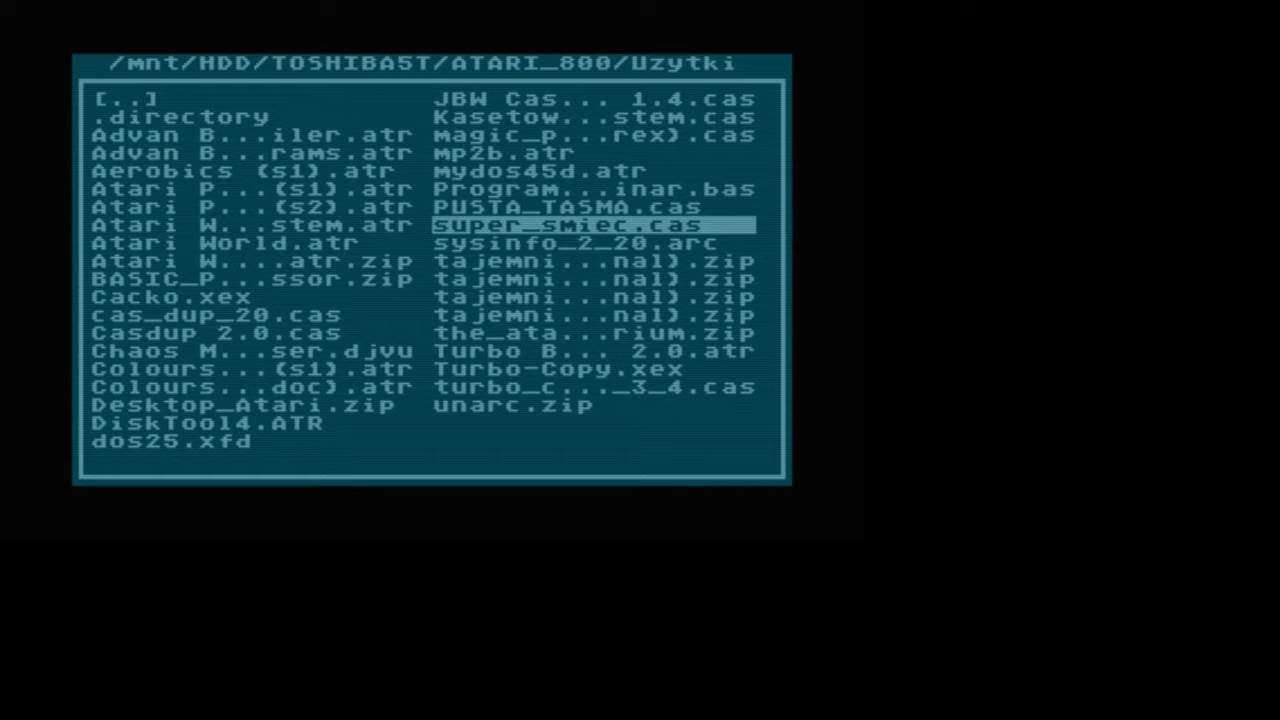 /mnt/HDD/TOSHIBA5T/ATARI_800/Uzytki
[..]
.directory
Advan B...iler.atr
Advan B...rams.atr
Aerobics (s1).atr
Atari P...(s1).atr
Atari P...(s2).atr
Atari W...stem.atr
Atari World.atr
Atari W....atr.zip
BASIC_P...ssor.zip
Cacko.xex
cas_dup_20.cas
Casdup 2.0.cas
Chaos M...ser.djvu
Colours...(s1).atr
Colours...doc).atr
Desktop_Atari.zip
DiskTool4.ATR
dos25.xfd
JBW Cas... 1.4.cas
Kasetow...stem.cas
magic_p...rex).cas
mp2b.atr
mydos45d.atr
Program...inar.bas
PUSTA_TASMA.cas
super_smiec.cas
sysinfo_2_20.arc
tajemni...nal).zip
tajemni...nal).zip
tajemni...nal).zip
tajemni...nal).zip
the_ata...rium.zip
Turbo B... 2.0.atr
Turbo-Copy.xex
turbo_c..._3_4.cas
unarc.zip